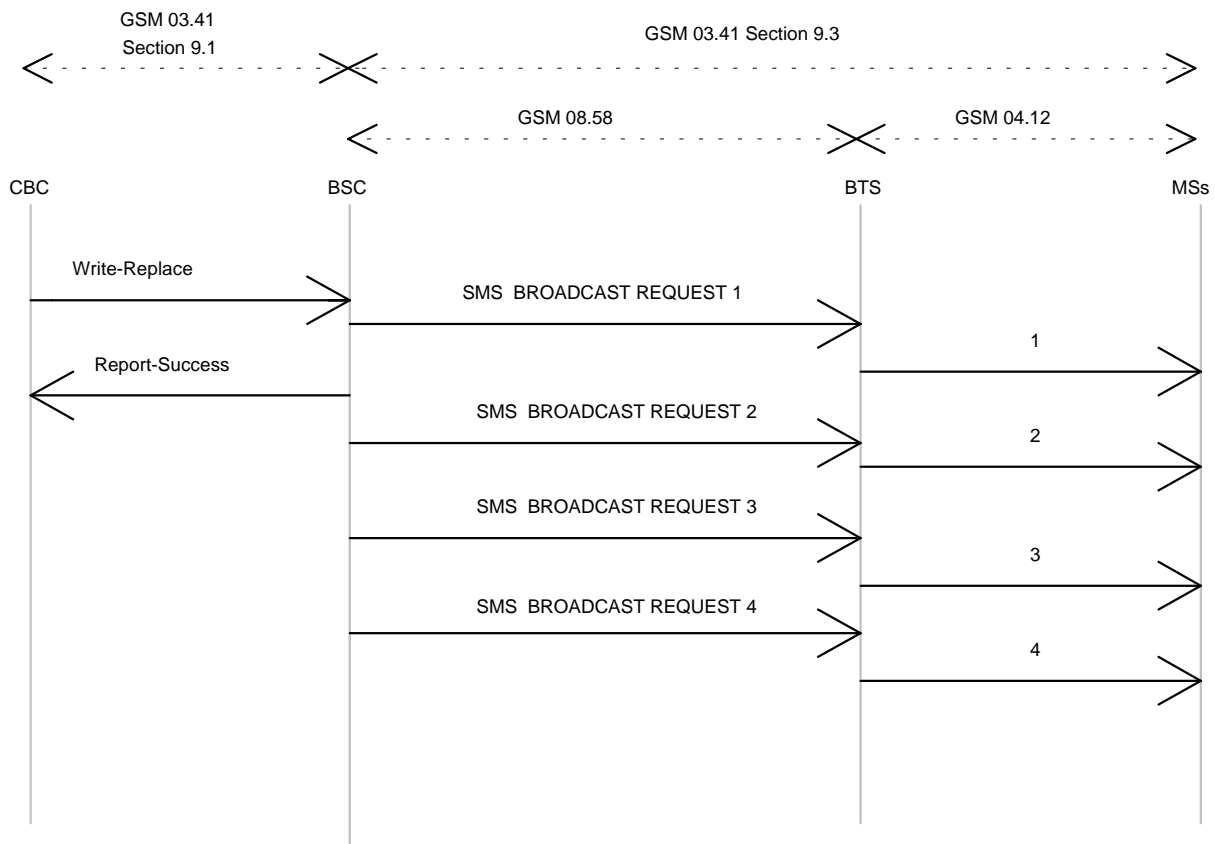 GSM 03.41
Section 9.1
GSM 03.41 Section 9.3
GSM 08.58
GSM 04.12
CBC
BSC
BTS
MSs
Write-Replace
SMS BROADCAST REQUEST 1
1
Report-Success
SMS BROADCAST REQUEST 2
2
SMS BROADCAST REQUEST 3
3
SMS BROADCAST REQUEST 4
4